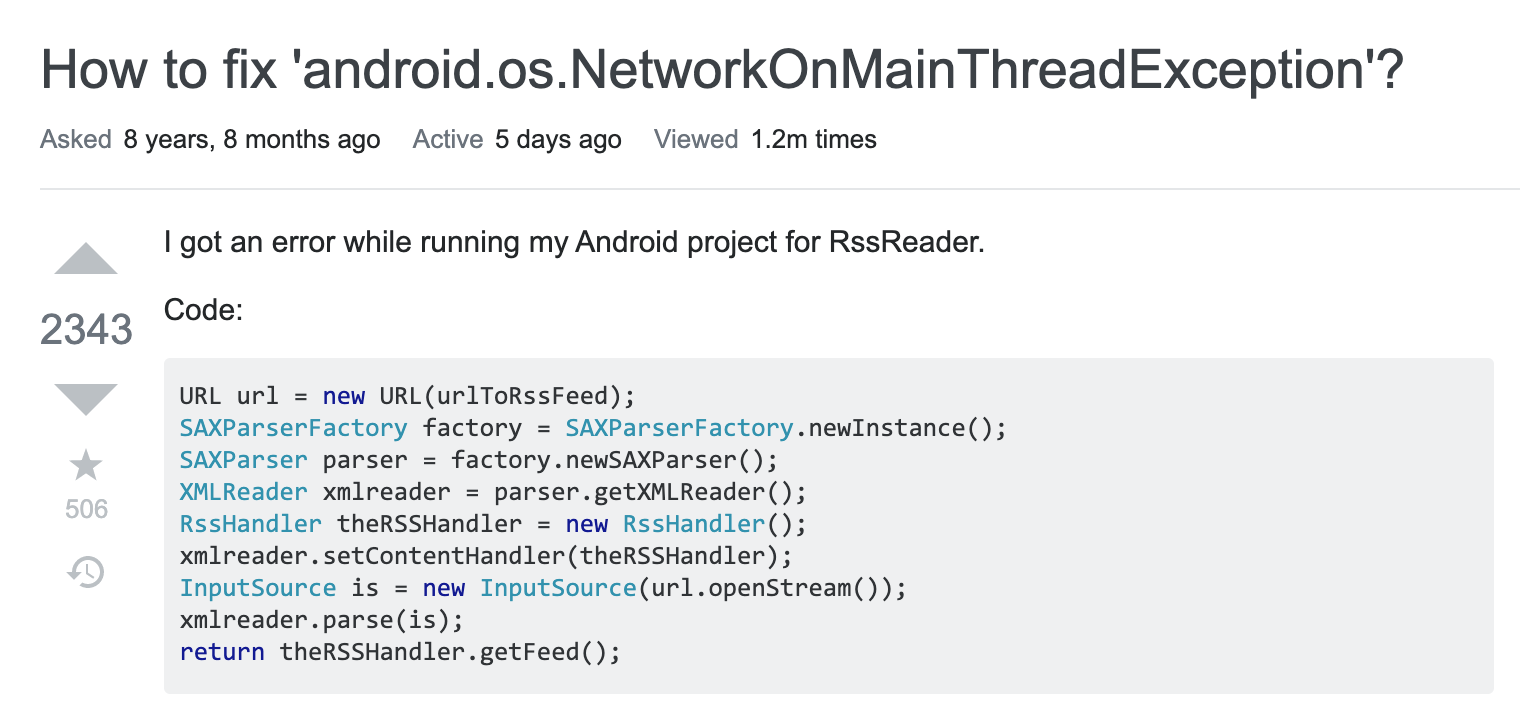 How to fix 'android.os.NetworkOnMainThreadException'?
Asked 8 years, 8 months ago Active 5 days ago Viewed 1.2m times
I got an error while running my Android project for RssReader.
2343
Code:
506
URL url = new URL(urlToRssFeed);
SAXParserFactory factory = SAXParserFactory.newInstance();
SAXParser parser = factory.newSAXParser();
XMLReader xmlreader = parser.getXMLReader();
RssHandler theRSSHandler = new RssHandler();
xmlreader.setContentHandler(theRSSHandler);
InputSource is = new InputSource(url.openStream());
xmlreader.parse(is);
return theRSSHandler.getFeed();